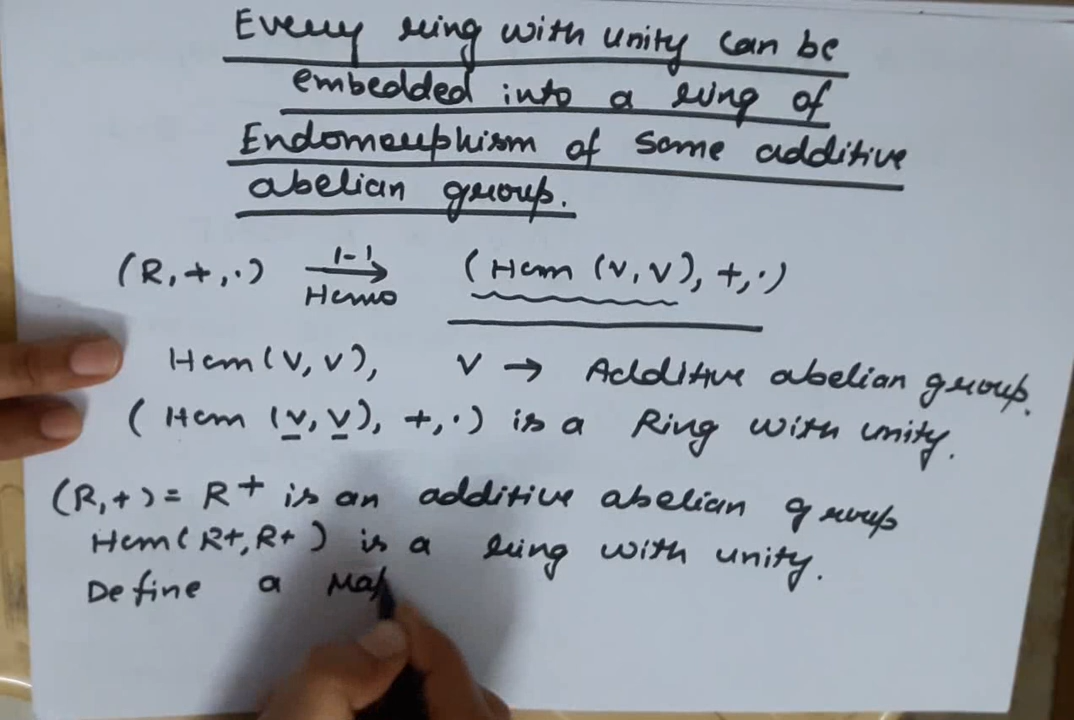 Every ring with unity can be
embedded into a ring of
Endomorphism of some additive
abelian group.
(R, +, ·) 1-1 → Homo (Hom (V, V), +, ·)
Hom (V, V), V → Additive abelian group.
(Hom (V, V), +, ·) is a Ring with unity.
(R, +) = R+ is an additive abelian group
Hom (R+, R+) is a ring with unity.
Define a Map